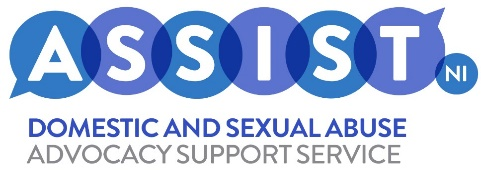 ASSIST NI
DOMESTIC AND SEXUAL ABUSE
ADVOCACY SUPPORT SERVICE